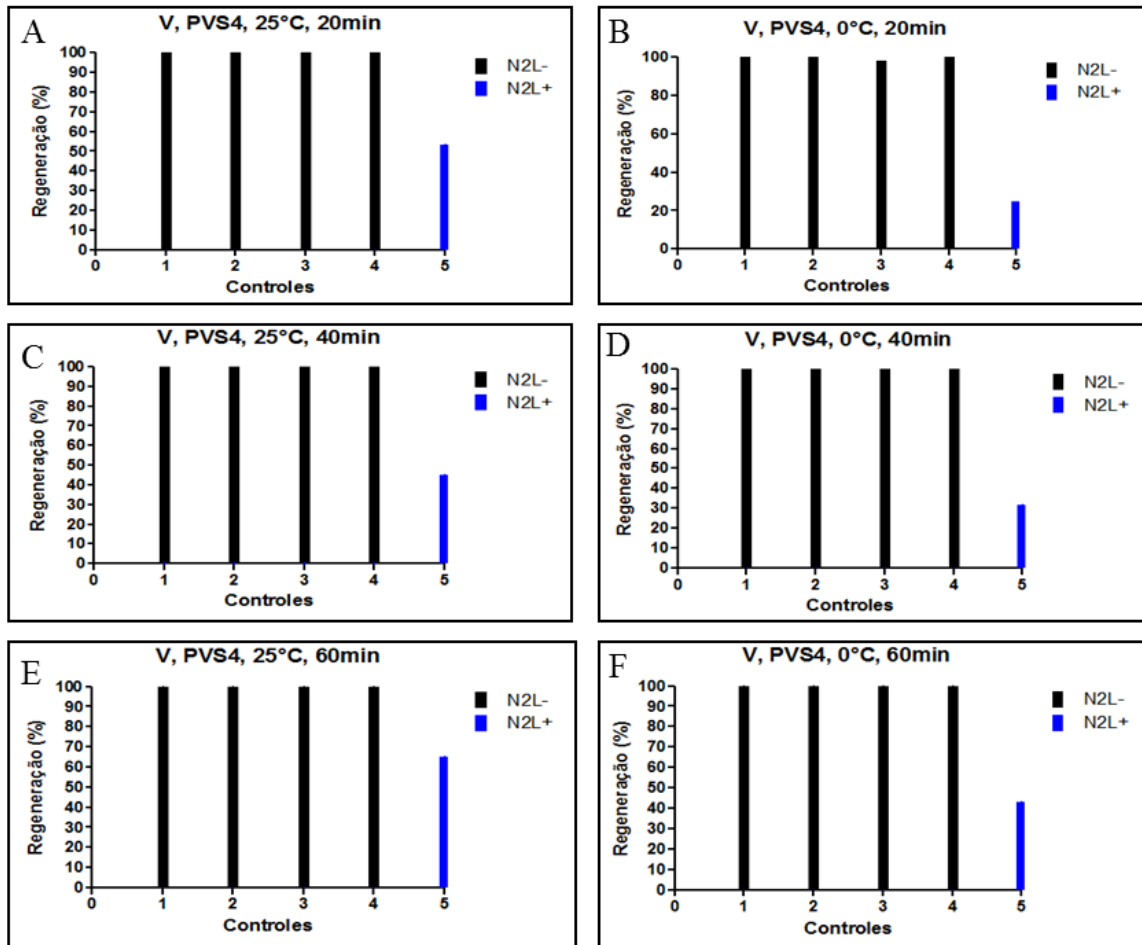 A
V, PVS4, 25°C, 20min
Regeneração (%)
100
90
80
70
60
50
40
30
20
10
0
0 1 2 3 4 5
Controles
N2L-
N2L+
B
V, PVS4, 0°C, 20min
Regeneração (%)
100
80
60
40
20
0
0 1 2 3 4 5
Controles
N2L-
N2L+
C
V, PVS4, 25°C, 40min
Regeneração (%)
100
90
80
70
60
50
40
30
20
10
0
0 1 2 3 4 5
Controles
N2L-
N2L+
D
V, PVS4, 0°C, 40min
Regeneração (%)
100
90
80
70
60
50
40
30
20
10
0
0 1 2 3 4 5
Controles
N2L-
N2L+
E
V, PVS4, 25°C, 60min
Regeneração (%)
100
90
80
70
60
50
40
30
20
10
0
0 1 2 3 4 5
Controles
N2L-
N2L+
F
V, PVS4, 0°C, 60min
Regeneração (%)
100
90
80
70
60
50
40
30
20
10
0
0 1 2 3 4 5
Controles
N2L-
N2L+